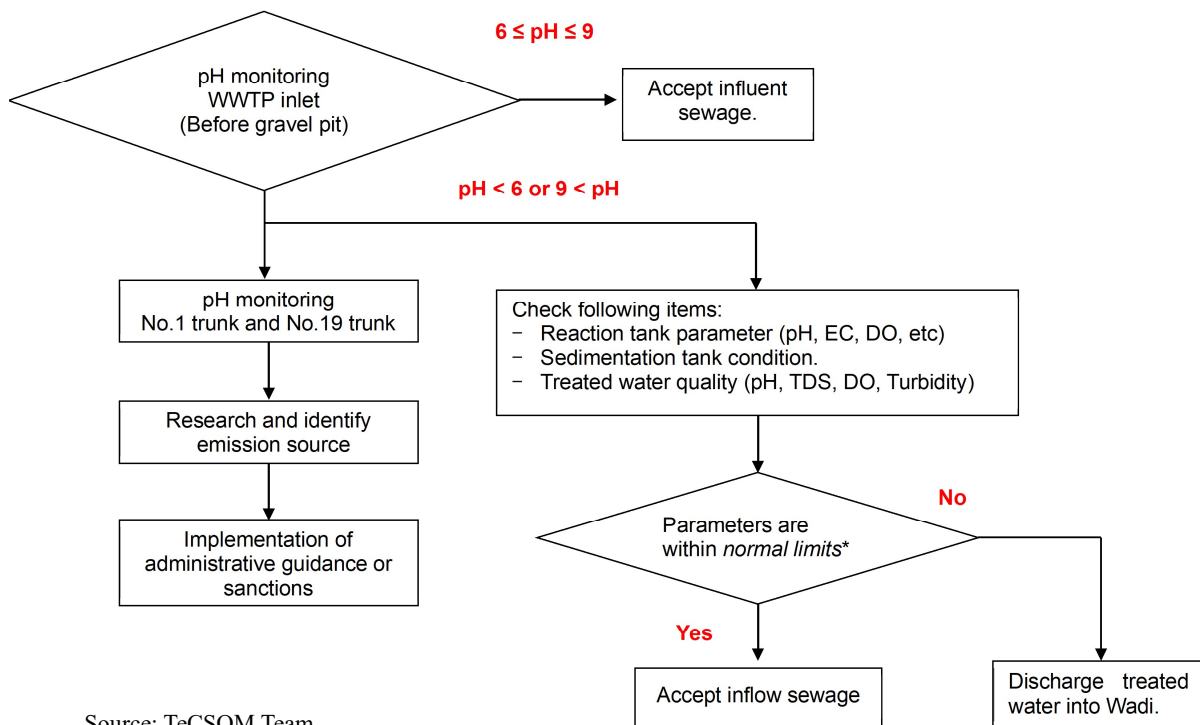 6 ≤ pH ≤ 9
pH monitoring
WWTP inlet
(Before gravel pit)
Accept influent
sewage.
pH < 6 or 9 < pH
pH monitoring
No.1 trunk and No.19 trunk
Research and identify
emission source
Implementation of
administrative guidance or
sanctions
Check following items:
− Reaction tank parameter (pH, EC, DO, etc)
− Sedimentation tank condition.
− Treated water quality (pH, TDS, DO, Turbidity)
Parameters are
within normal limits*
No
Yes
Accept inflow sewage
Discharge treated
water into Wadi.
Source: TeCSOM Team